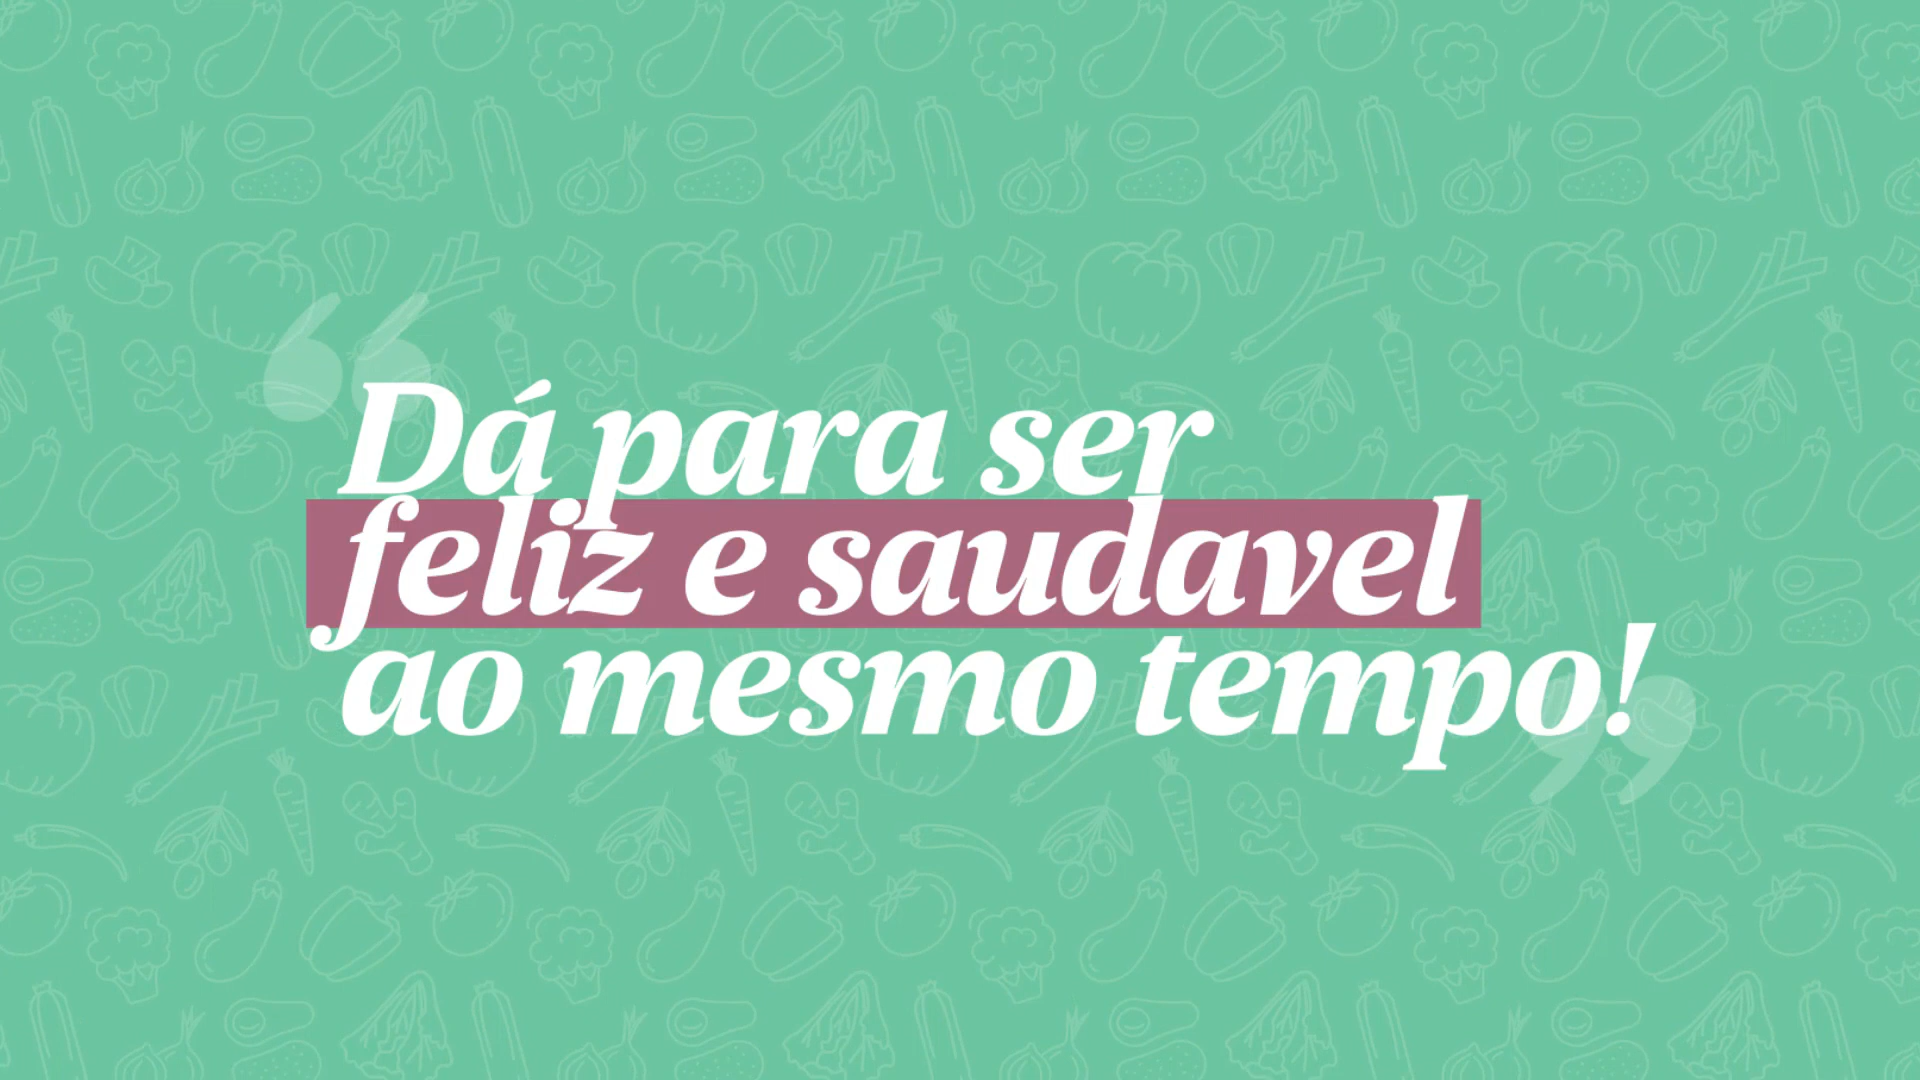 “Dá para ser
feliz e saudavel
ao mesmo tempo!”